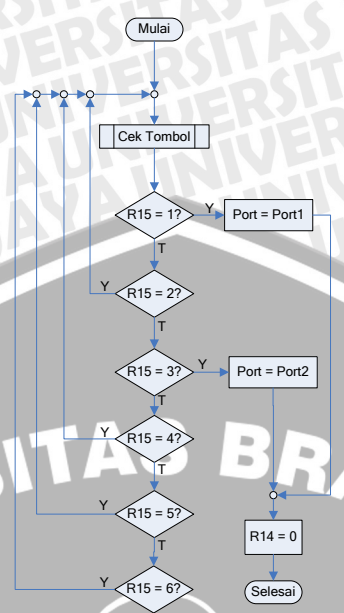 Mulai
Cek Tombol
R15 = 1?
Y
Port = Port1
T
R15 = 2?
Y
T
R15 = 3?
Y
Port = Port2
T
R15 = 4?
Y
T
R15 = 5?
Y
T
R14 = 0
R15 = 6?
Y
Selesai